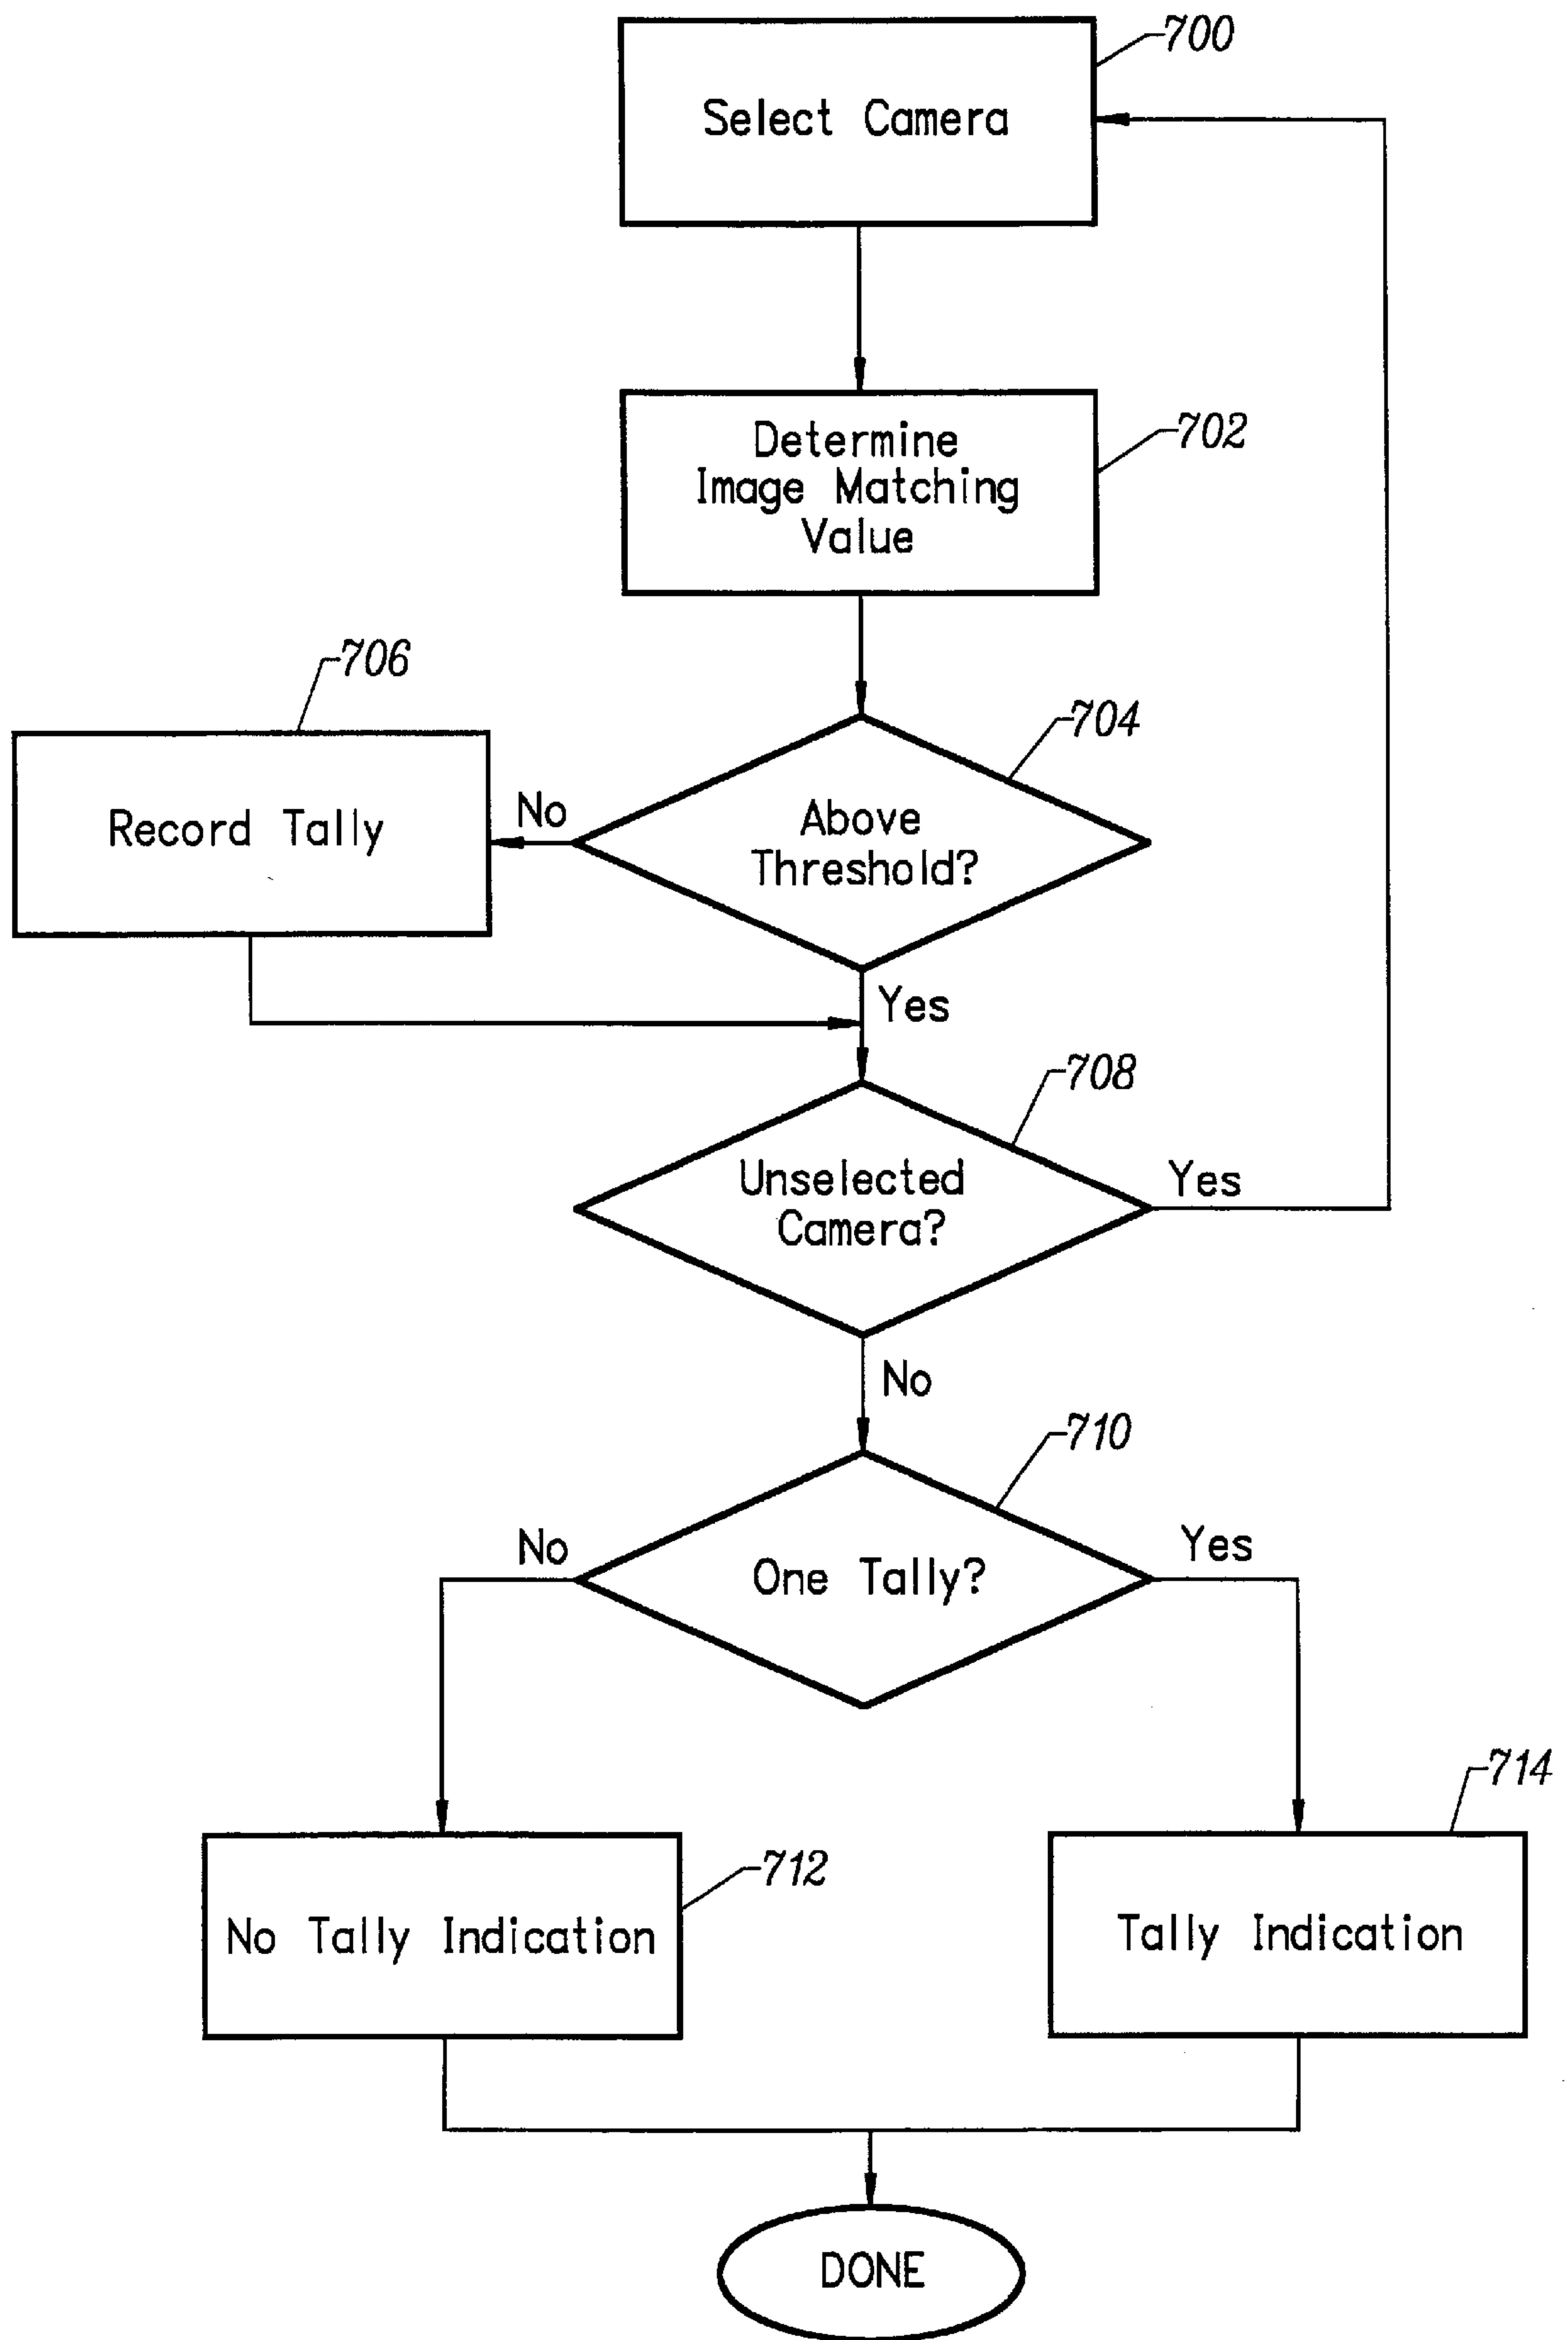 700
Select Camera
702
Determine
Image Matching
Value
706
704
No
Record Tally
Above
Threshold?
Yes
708
Unselected
Camera?
Yes
No
710
No
Yes
One Tally?
714
712
No Tally Indication
Tally Indication
DONE